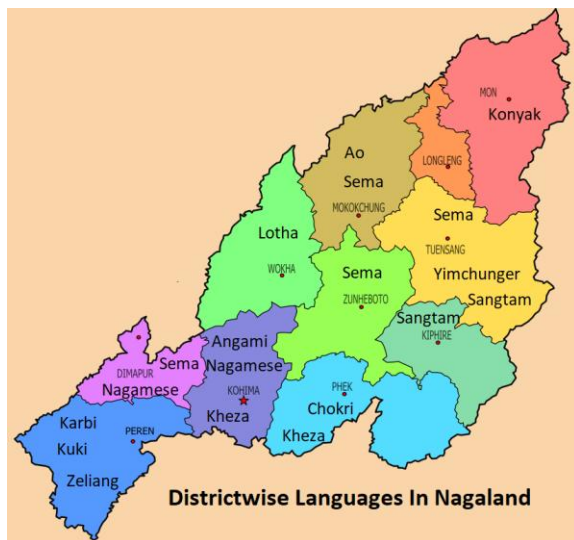 MON
Konyak
Ao
LONGLENG
Sema
MOKOKCHUNG
Sema
Lotha
TUENSANG
WOKHA
Sema
Yimchunger
ZUNHEBOTO
Sangtam
Sangtam
KIPHIRE
Angami
Sema
Nagamese
DIMAPUR
Nagamese
KOHIMA
PHEK
Kheza
Chokri
Karbi
PEREN
Kheza
Kuki
Zeliang
Districtwise Languages In Nagaland